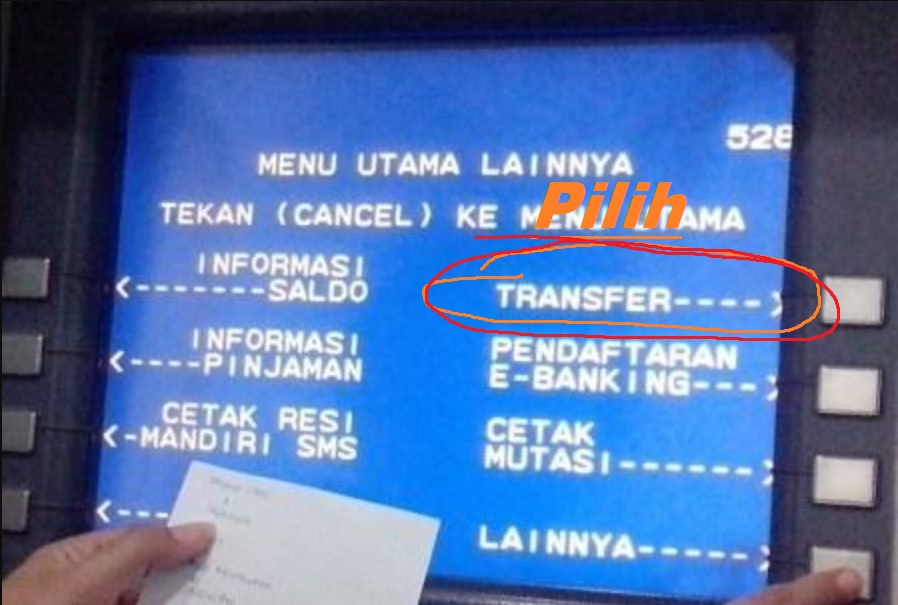 528
MENU UTAMA LAINNYA
Pilih
TEKAN (CANCEL) KE MENU UTAMA
INFORMASI
<-------SALDO
TRANSFER---->
INFORMASI
<----PINJAMAN
PENDAFTARAN
E-BANKING--->
CETAK RESI
<-MANDIRI SMS
CETAK
MUTASI------>
<---
LAINNYA----->